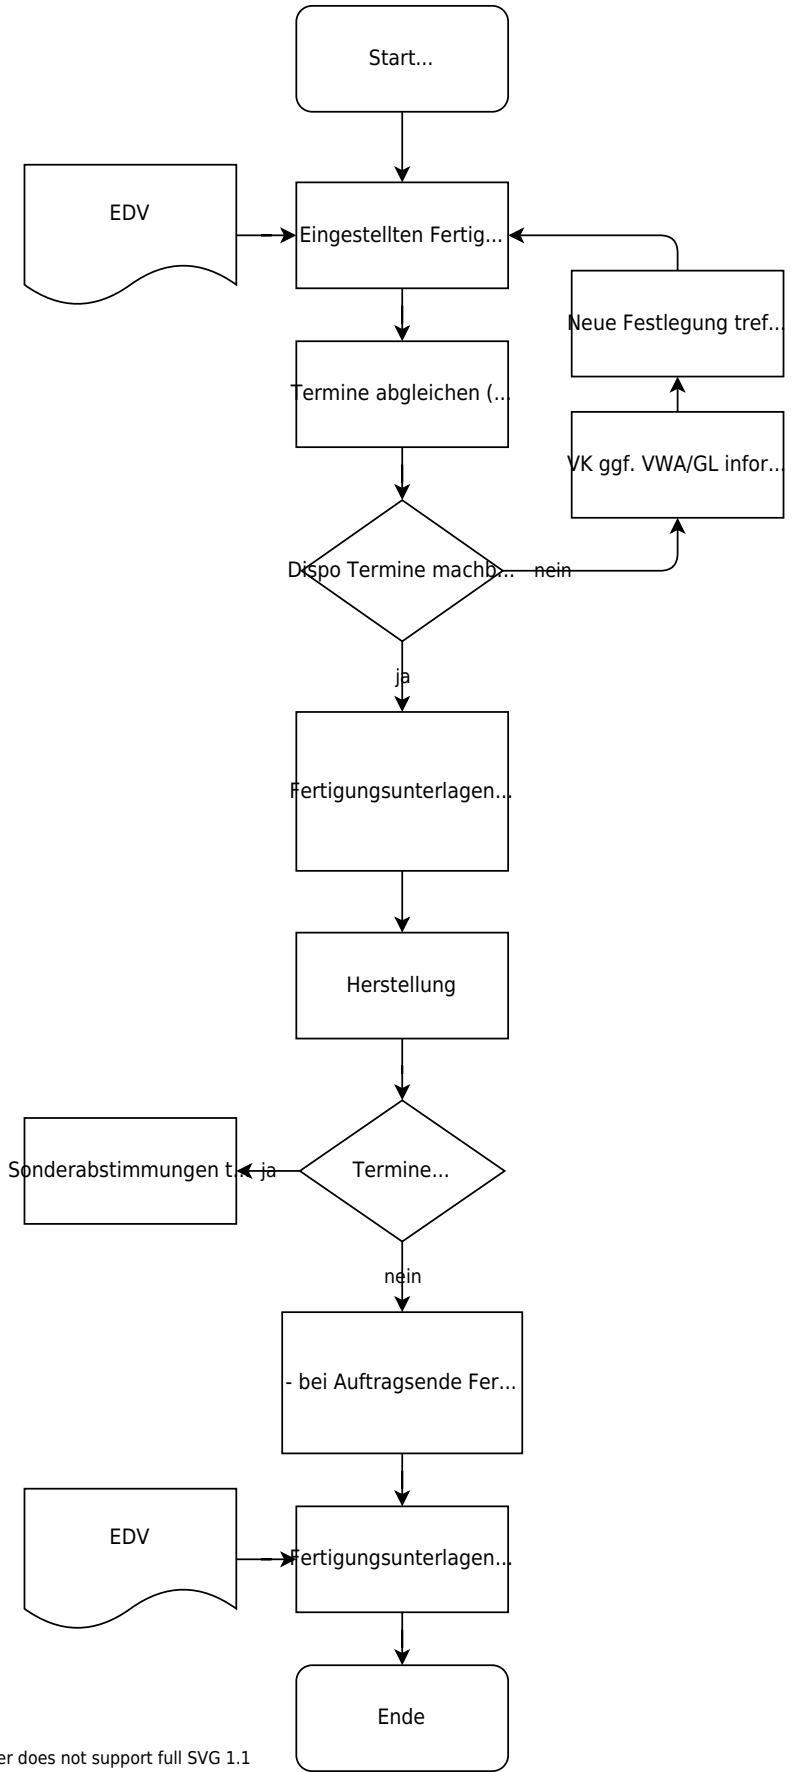 Start...
EDV
Eingestellten Fertig...
Neue Festlegung tref...
Termine abgleichen (...
VK ggf. VWA/GL infor...
Dispo Termine machb...
nein
ja
Fertigungsunterlagen...
Herstellung
Sonderabstimmungen t...
ja
Termine...
nein
- bei Auftragsende Fer...
EDV
Fertigungsunterlagen...
Ende
er does not support full SVG 1.1